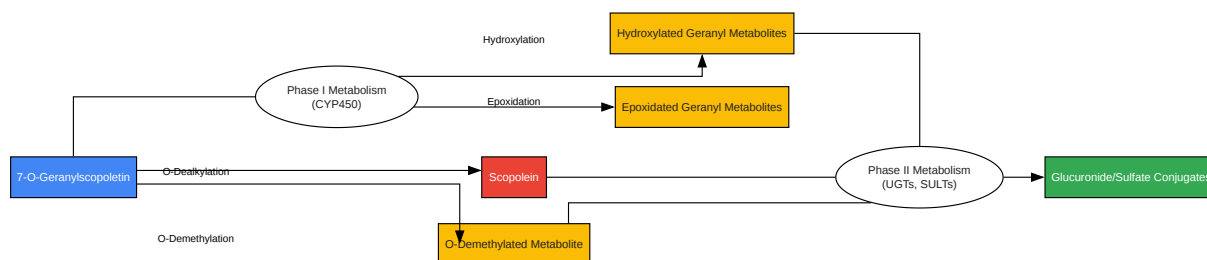 Hydroxylated Geranyl Metabolites
Hydroxylation
Phase I Metabolism
(CYP450)
Epoxidation
Epoxidated Geranyl Metabolites
7-O-Geranylscopoletin
O-Dealkylation
Scopolein
Phase II Metabolism
(UGTs, SULTs)
Glucuronide/Sulfate Conjugates
O-Demethylation
O-Demethylated Metabolite